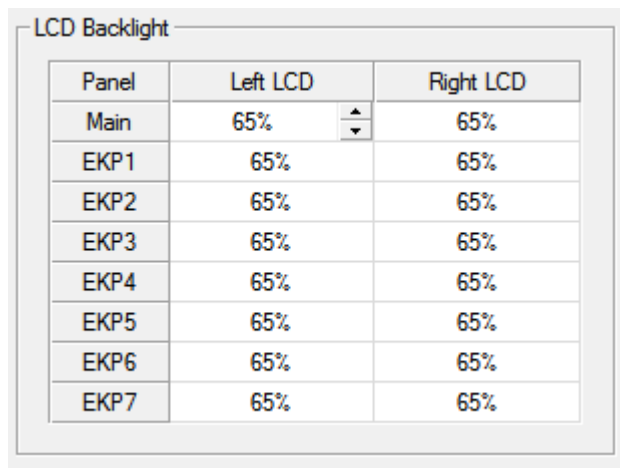 LCD Backlight
Panel Left LCD Right LCD
Main 65% 65%
EKP1 65% 65%
EKP2 65% 65%
EKP3 65% 65%
EKP4 65% 65%
EKP5 65% 65%
EKP6 65% 65%
EKP7 65% 65%